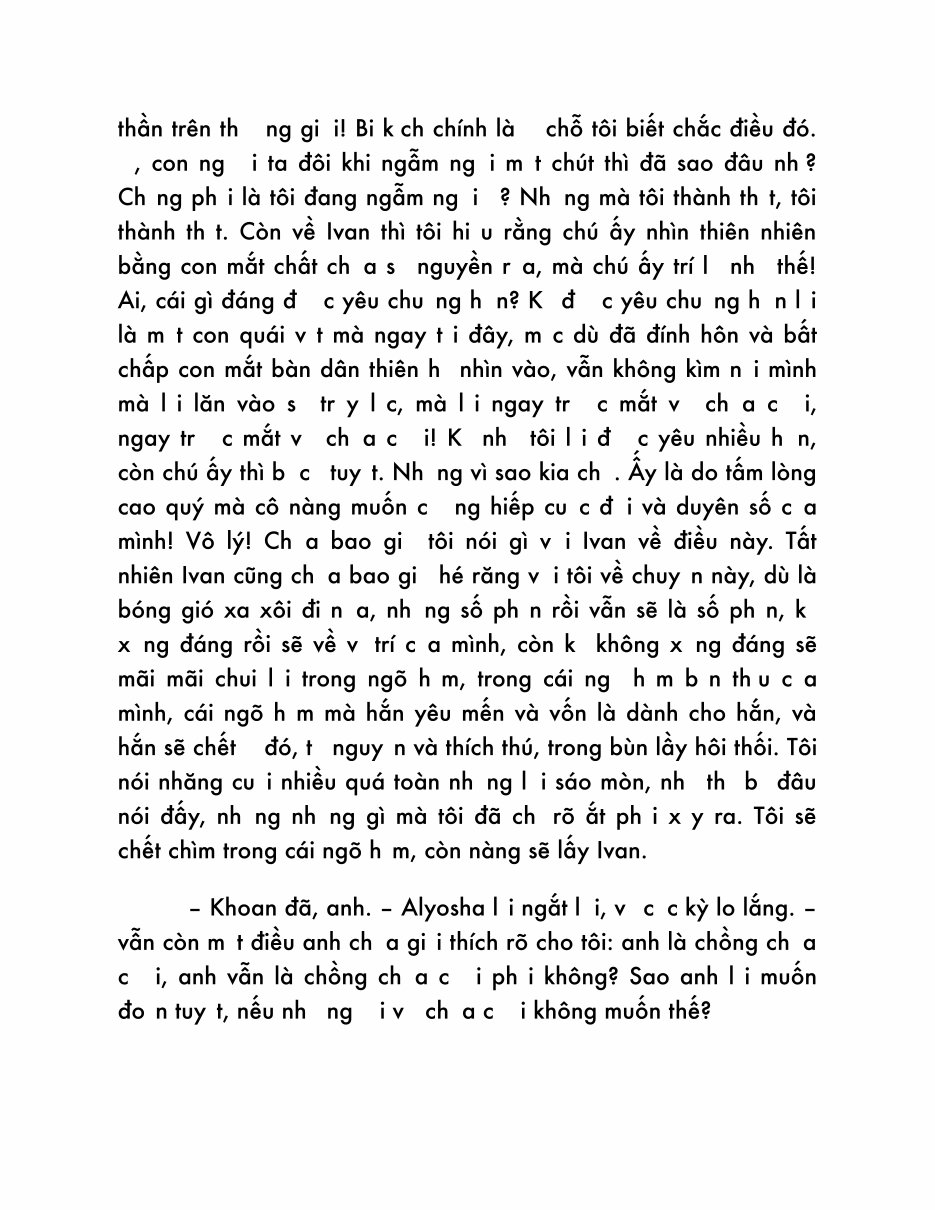 thần trên th ng gi i! Bi k ch chính là chỗ tôi biết chắc điều đó.
, con ng i ta đôi khi ngẫm ng i m t chút thì đã sao đâu nh ?
Ch ng ph i là tôi đang ngẫm ng i ? Nh ng mà tôi thành th t, tôi
thành th t. Còn về Ivan thì tôi hi u rằng chú ấy nhìn thiên nhiên
bằng con mắt chất ch a s nguyền r a, mà chú ấy trí l nh thế!
Ai, cái gì đáng đ c yêu chu ng h n? K đ c yêu chu ng h n l i
là m t con quái v t mà ngay t i đây, m c dù đã đính hôn và bất
chấp con mắt bàn dân thiên h nhìn vào, vẫn không kìm n i mình
mà l i lăn vào s tr y l c, mà l i ngay tr c mắt v ch a c i,
ngay tr c mắt v ch a c i! K nh tôi l i đ c yêu nhiều h n,
còn chú ấy thì b c tuy t. Nh ng vì sao kia ch . Ấy là do tấm lòng
cao quý mà cô nàng muốn c ng hiếp cu c đ i và duyên số c a
mình! Vô lý! Ch a bao gi tôi nói gì v i Ivan về điều này. Tất
nhiên Ivan cũng ch a bao gi hé răng v i tôi về chuy n này, dù là
bóng gió xa xôi đi n a, nh ng số ph n rồi vẫn sẽ là số ph n, k
x ng đáng rồi sẽ về v trí c a mình, còn k không x ng đáng sẽ
mãi mãi chui l i trong ngõ h m, trong cái ng h m b n th u c a
mình, cái ngõ h m mà hắn yêu mến và vốn là dành cho hắn, và
hắn sẽ chết đó, t nguy n và thích thú, trong bùn lầy hôi thối. Tôi
nói nhăng cu i nhiều quá toàn nh ng l i sáo mòn, nh th b đâu
nói đấy, nh ng nh ng gì mà tôi đã ch rõ ắt ph i x y ra. Tôi sẽ
chết chìm trong cái ngõ h m, còn nàng sẽ lấy Ivan.
– Khoan đã, anh. – Alyosha l i ngắt l i, v c c kỳ lo lắng. –
vẫn còn m t điều anh ch a gi i thích rõ cho tôi: anh là chồng ch a
c i, anh vẫn là chồng ch a c i ph i không? Sao anh l i muốn
đo n tuy t, nếu nh ng i v ch a c i không muốn thế?